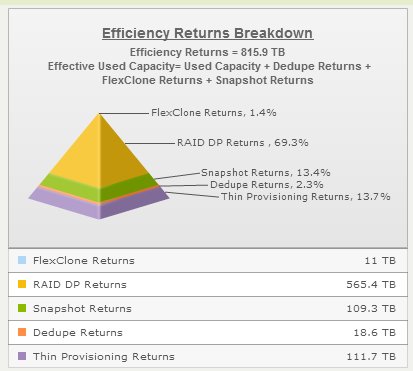 Efficiency Returns Breakdown
Efficiency Returns = 815.9 TB
Effective Used Capacity= Used Capacity + Dedupe Returns +
FlexClone Returns + Snapshot Returns
FlexClone Returns, 1.4%
RAID DP Returns , 69.3%
Snapshot Returns, 13.4%
Dedupe Returns, 2.3%
Thin Provisioning Returns, 13.7%
FlexClone Returns 11 TB
RAID DP Returns 565.4 TB
Snapshot Returns 109.3 TB
Dedupe Returns 18.6 TB
Thin Provisioning Returns 111.7 TB